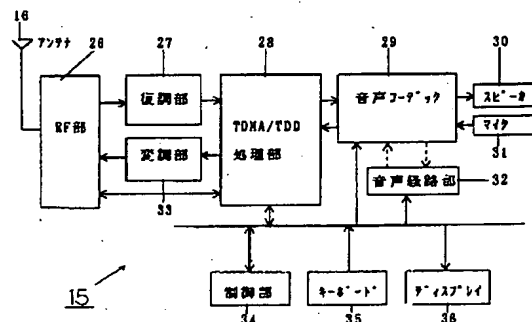 16
アンテナ
26
RF部
27
復調部
28
TDMA/TDD
処理部
29
音声コーデック
30
スピーカ
マイク
31
音声経路部
32
変調部
33
15
制御部
34
キーボード
35
ディスプレイ
36